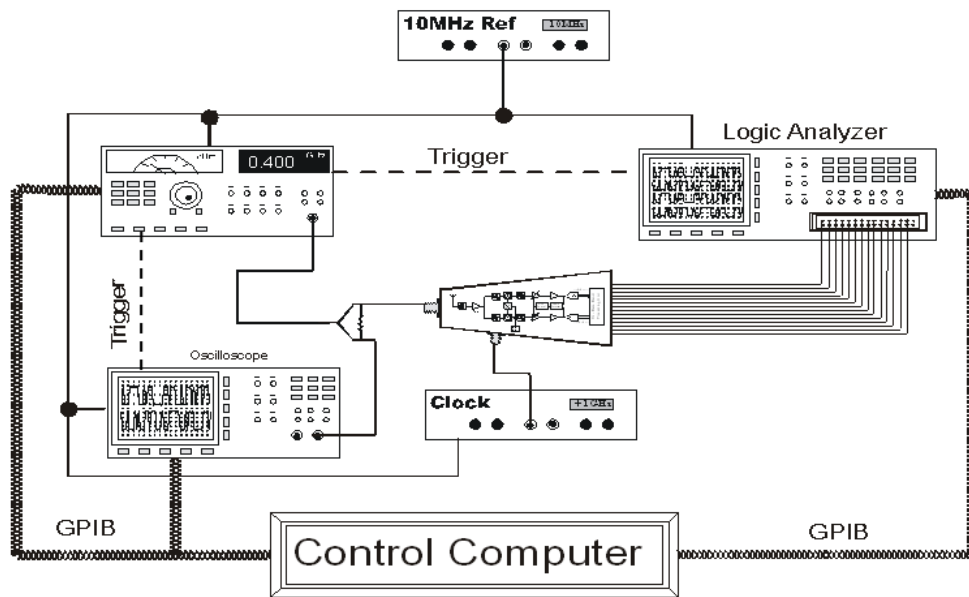 10MHz Ref
Logic Analyzer
0.400
Trigger
Trigger
Oscilloscope
Clock
GPIB
GPIB
Control Computer